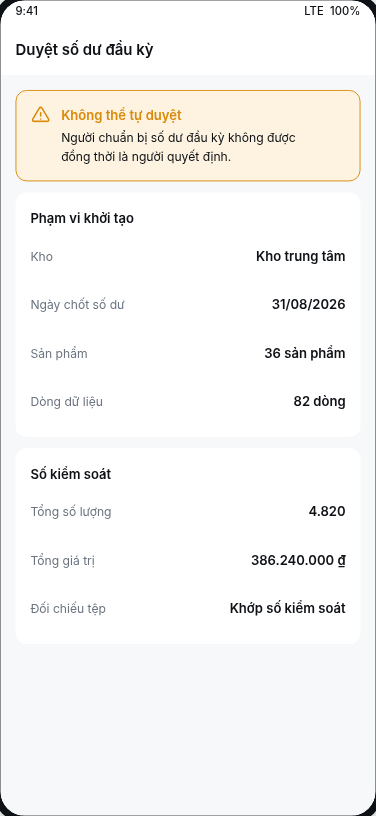 9:41
LTE 100%
Duyệt số dư đầu kỳ
Không thể tự duyệt
Người chuẩn bị số dư đầu kỳ không được
đồng thời là người quyết định.
Phạm vi khởi tạo
Kho
Kho trung tâm
Ngày chốt số dư
31/08/2026
Sản phẩm
36 sản phẩm
Dòng dữ liệu
82 dòng
Số kiểm soát
Tổng số lượng
4.820
Tổng giá trị
386.240.000 ₫
Đối chiếu tệp
Khớp số kiểm soát